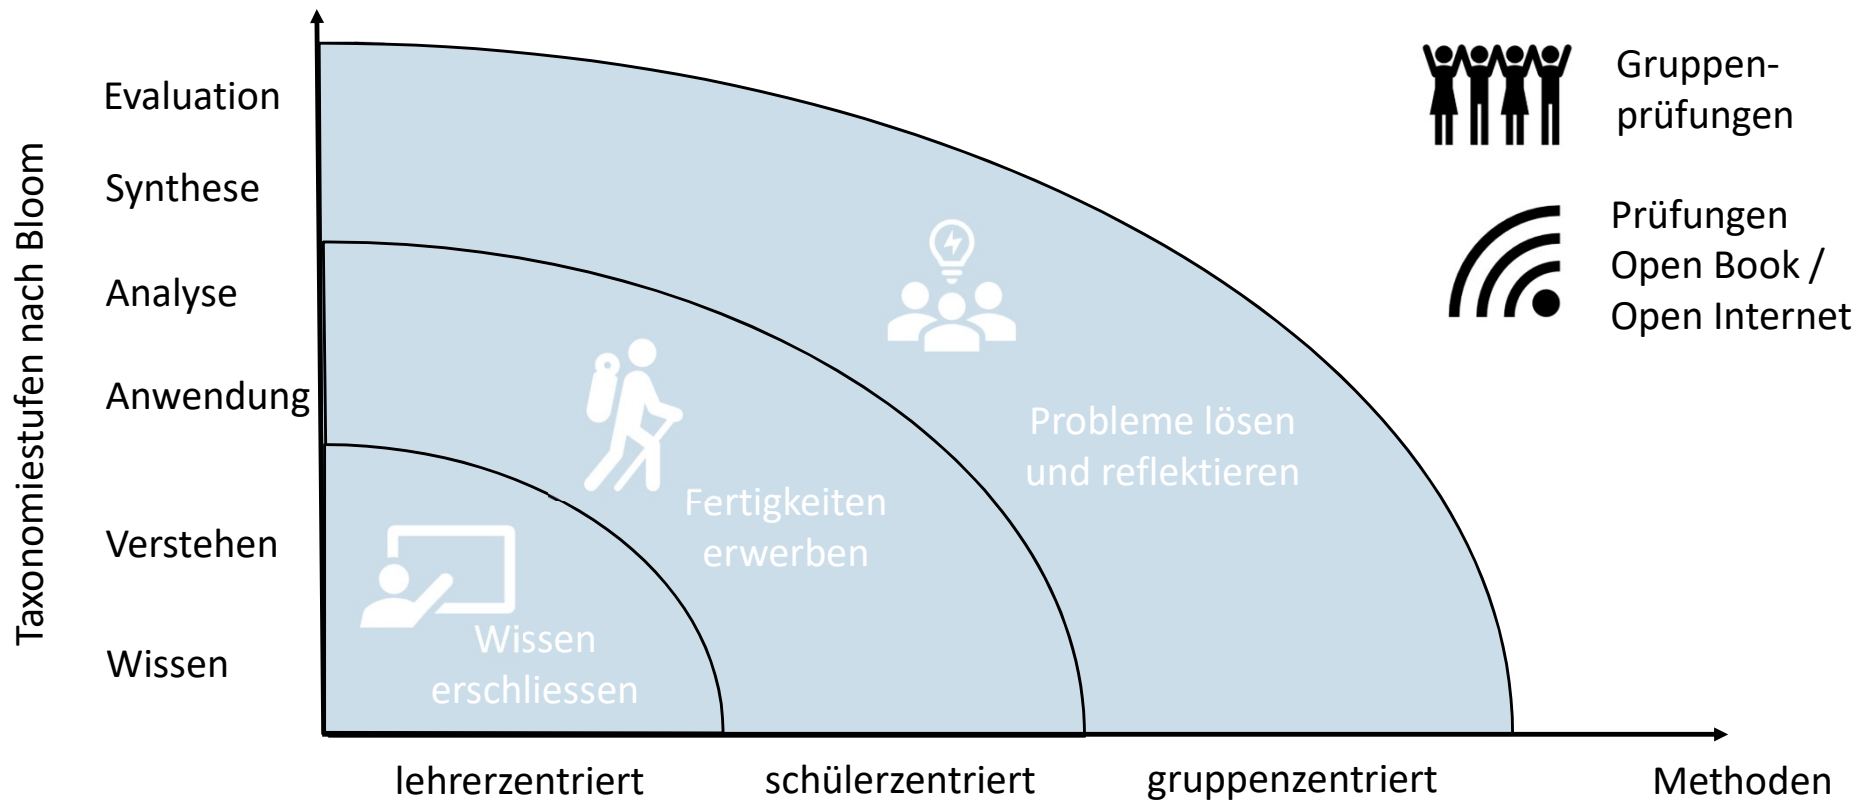 Taxonomiestufen nach Bloom
Evaluation
Synthese
Analyse
Anwendung
Verstehen
Wissen
Wissen
erschliessen
Fertigkeiten
erwerben
Probleme lösen
und reflektieren
Gruppen-
prüfungen
Prüfungen
Open Book /
Open Internet
lehrerzentriert
schülerzentriert
gruppenzentriert
Methoden